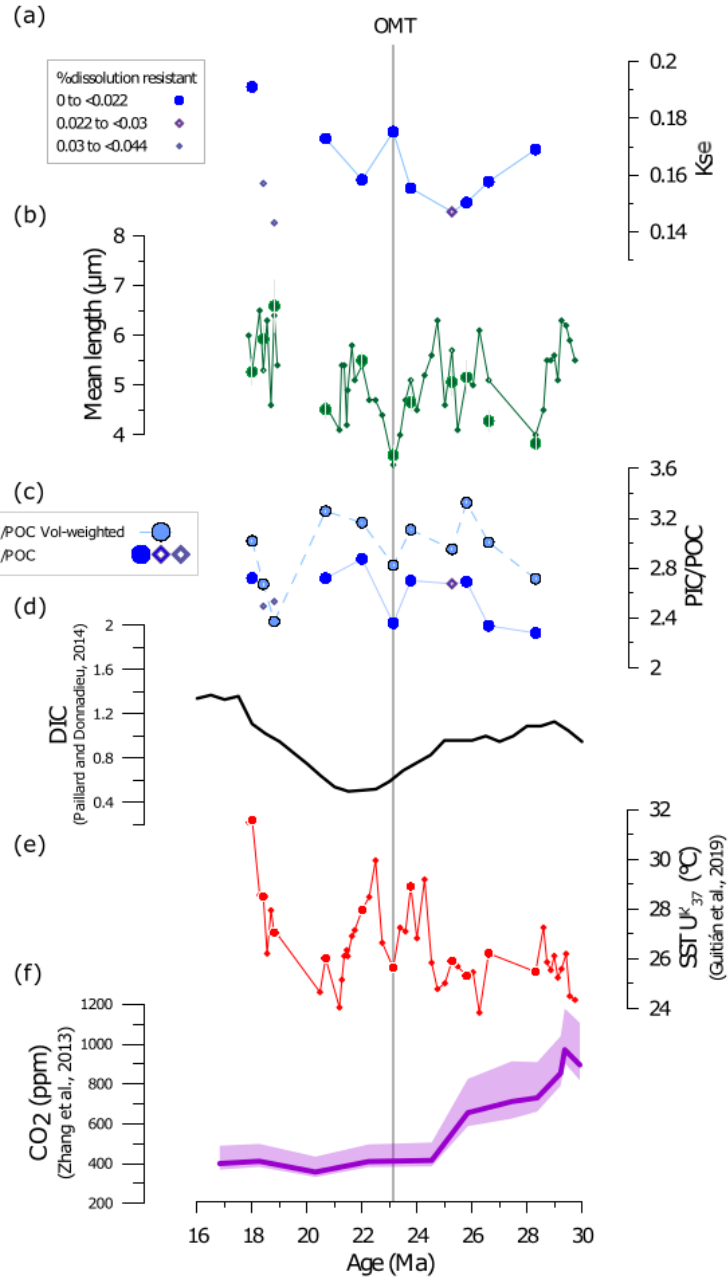 (a)
OMT
%dissolution resistant
0 to <0.022
0.022 to <0.03
0.03 to <0.044
0.2
0.18
0.16
0.14
Kse
(b)
8
7
6
5
4
Mean length (µm)
(c)
/POC Vol-weighted
/POC
3.6
3.2
2.8
2.4
2
PIC/POC
(d)
2
1.6
1.2
0.8
0.4
DIC
(Paillard and Donnadieu, 2014)
(e)
32
30
28
26
24
SST U^k'_37 (ºC)
(Guitián et al., 2019)
(f)
1200
1000
800
600
400
200
CO2 (ppm)
(Zhang et al., 2013)
16 18 20 22 24 26 28 30
Age (Ma)